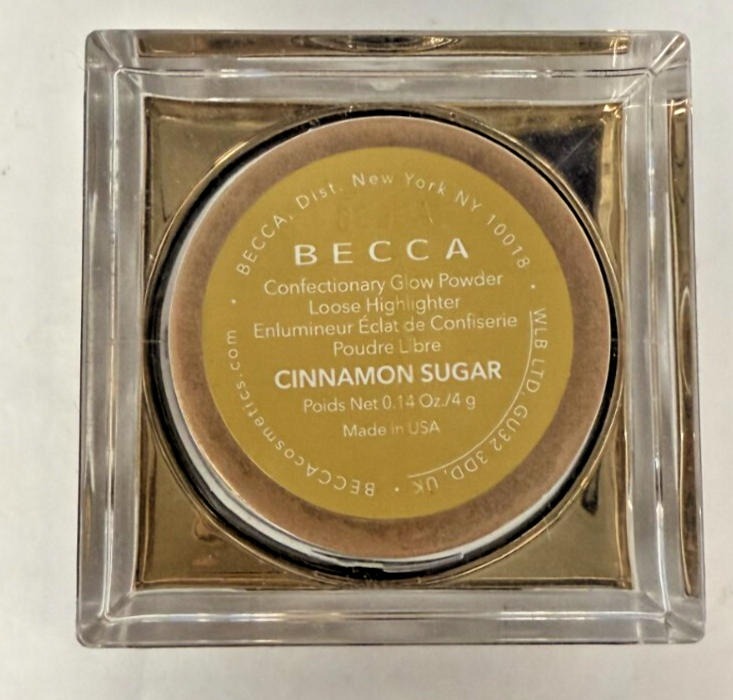 BECCA, Dist. New York NY 10018
BECCA
Confectionary Glow Powder
Loose Highlighter
Enlumineur Éclat de Confiserie
Poudre Libre
CINNAMON SUGAR
Poids Net 0.14 Oz./4 g
Made in USA
WLB LTD, GU32 3DD, UK
BECCAcosmetics.com